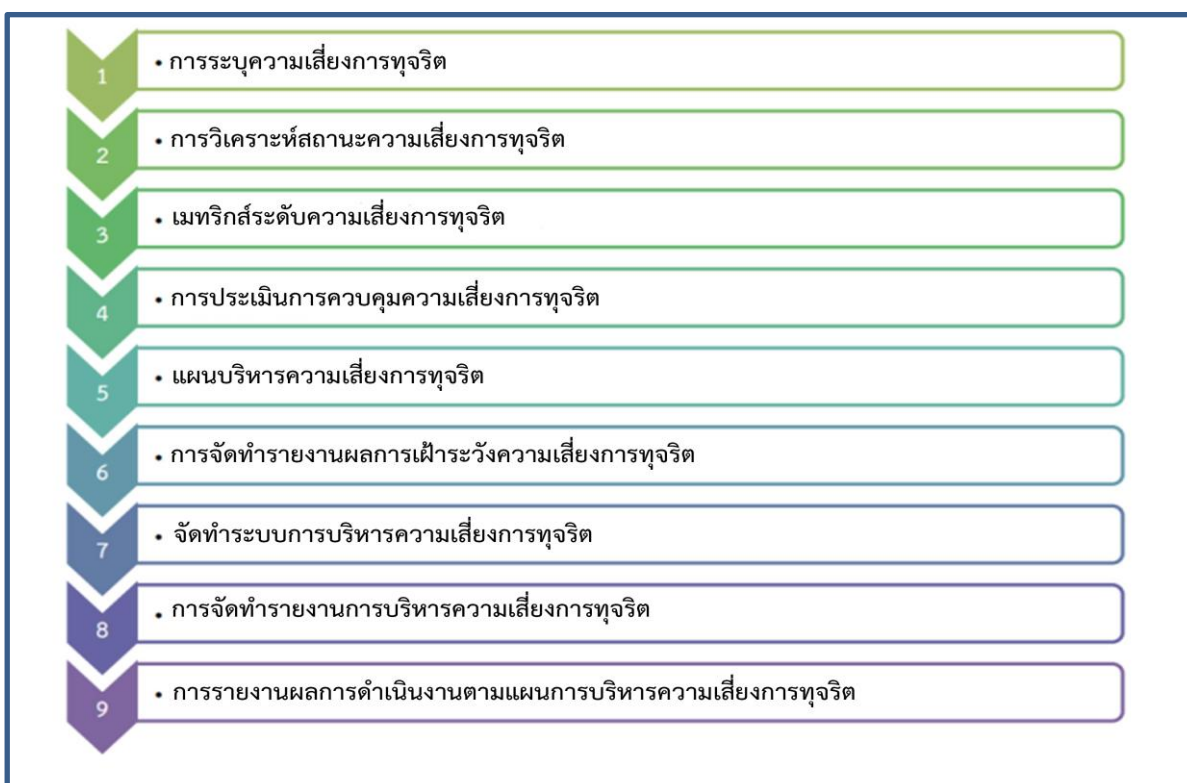 1 • การระบุความเสี่ยงการทุจริต
2 • การวิเคราะห์สถานะความเสี่ยงการทุจริต
3 • เมทริกส์ระดับความเสี่ยงการทุจริต
4 • การประเมินการควบคุมความเสี่ยงการทุจริต
5 • แผนบริหารความเสี่ยงการทุจริต
6 • การจัดทำรายงานผลการเฝ้าระวังความเสี่ยงการทุจริต
7 • จัดทำระบบการบริหารความเสี่ยงการทุจริต
8 • การจัดทำรายงานการบริหารความเสี่ยงการทุจริต
9 • การรายงานผลการดำเนินงานตามแผนการบริหารความเสี่ยงการทุจริต